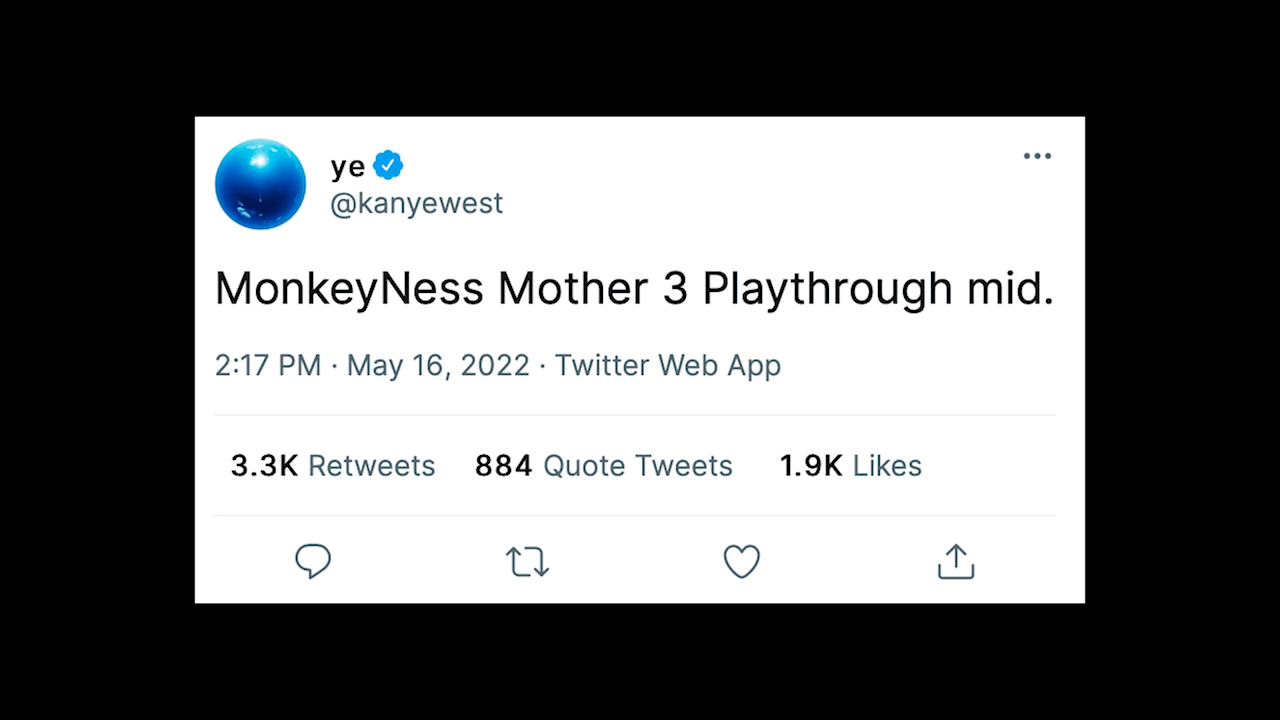 ye
@kanyewest
MonkeyNess Mother 3 Playthrough mid.
2:17 PM · May 16, 2022 · Twitter Web App
3.3K Retweets 884 Quote Tweets 1.9K Likes